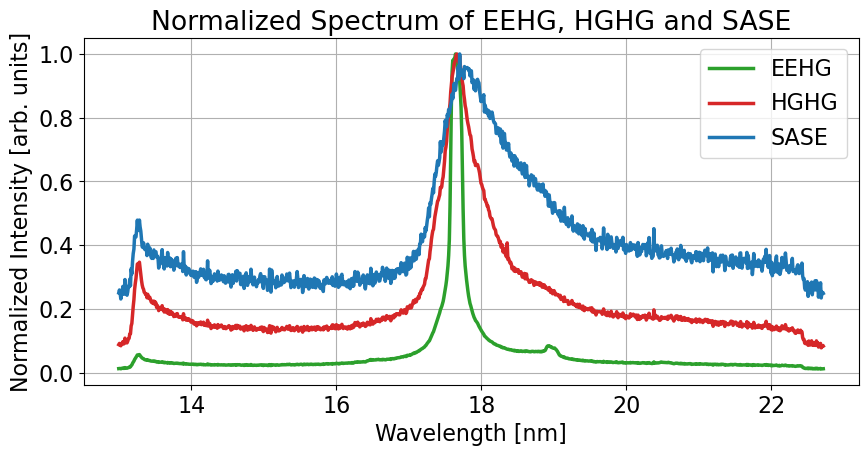 Normalized Spectrum of EEHG, HGHG and SASE
Normalized Intensity [arb. units]
1.0
0.8
0.6
0.4
0.2
0.0
EEHG
HGHG
SASE
14
16
18
20
22
Wavelength [nm]